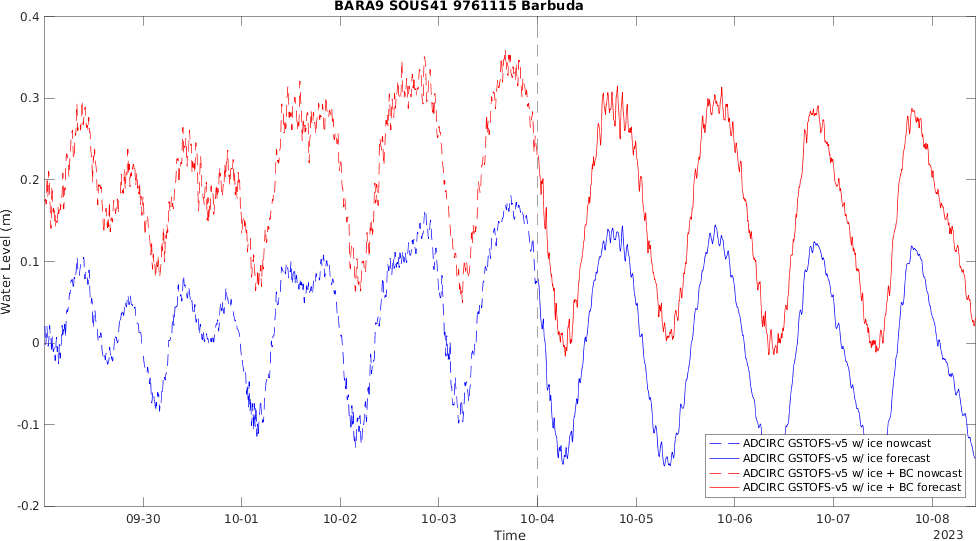 BARA9 SOUS41 9761115 Barbuda
0.4
0.3
0.2
0.1
0
-0.1
-0.2
Water Level (m)
ADCIRC GSTOFS-v5 w/ ice nowcast
ADCIRC GSTOFS-v5 w/ ice forecast
ADCIRC GSTOFS-v5 w/ ice + BC nowcast
ADCIRC GSTOFS-v5 w/ ice + BC forecast
09-30 10-01 10-02 10-03 10-04 10-05 10-06 10-07 10-08
Time 2023